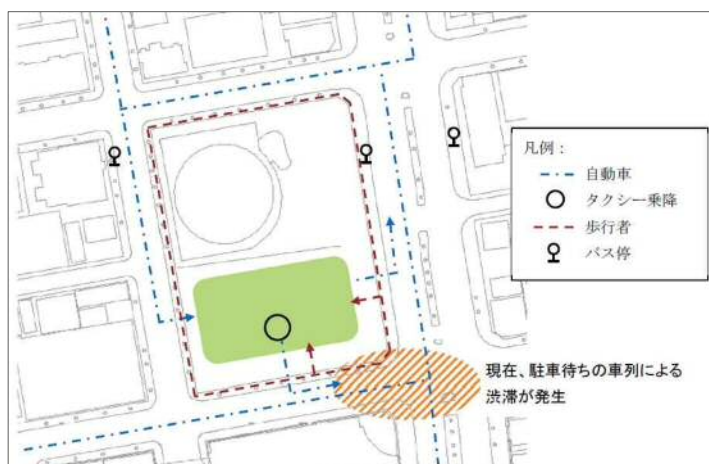 凡例：
自動車
タクシー乗降
歩行者
バス停
現在、駐車待ちの車列による
渋滞が発生